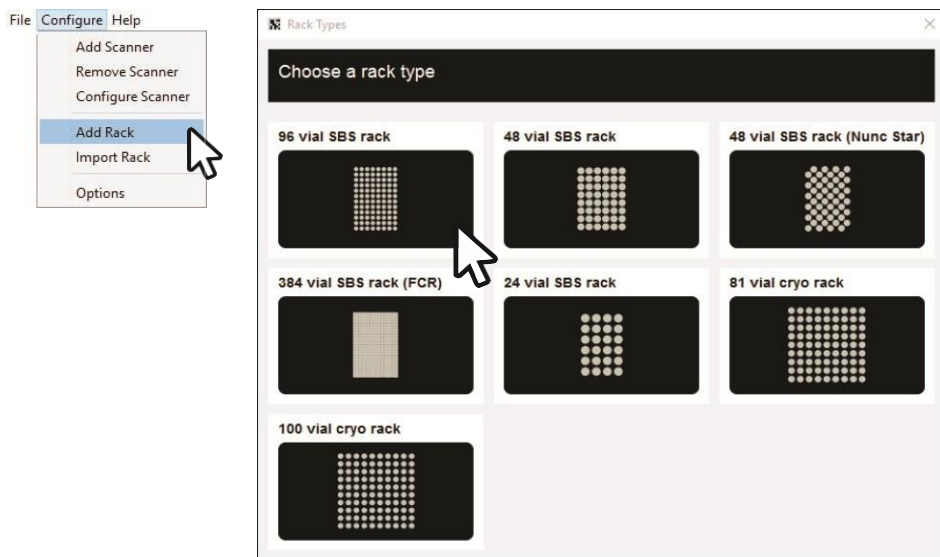 File Configure Help
Add Scanner
Remove Scanner
Configure Scanner
Add Rack
Import Rack
Options
Rack Types
Choose a rack type
96 vial SBS rack
48 vial SBS rack
48 vial SBS rack (Nunc Star)
384 vial SBS rack (FCR)
24 vial SBS rack
81 vial cryo rack
100 vial cryo rack